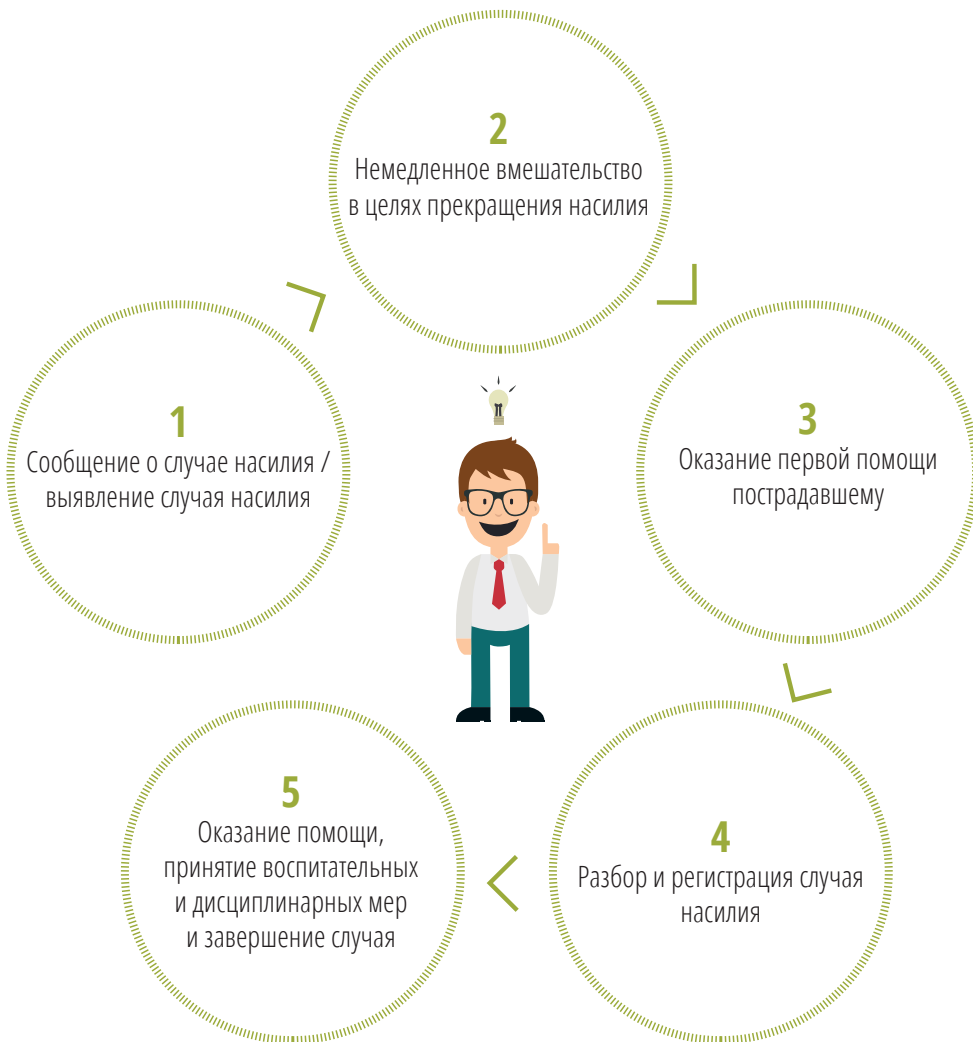 1
Сообщение о случае насилия /
выявление случая насилия
2
Немедленное вмешательство
в целях прекращения насилия
3
Оказание первой помощи
пострадавшему
4
Разбор и регистрация случая
насилия
5
Оказание помощи,
принятие воспитательных
и дисциплинарных мер
и завершение случая